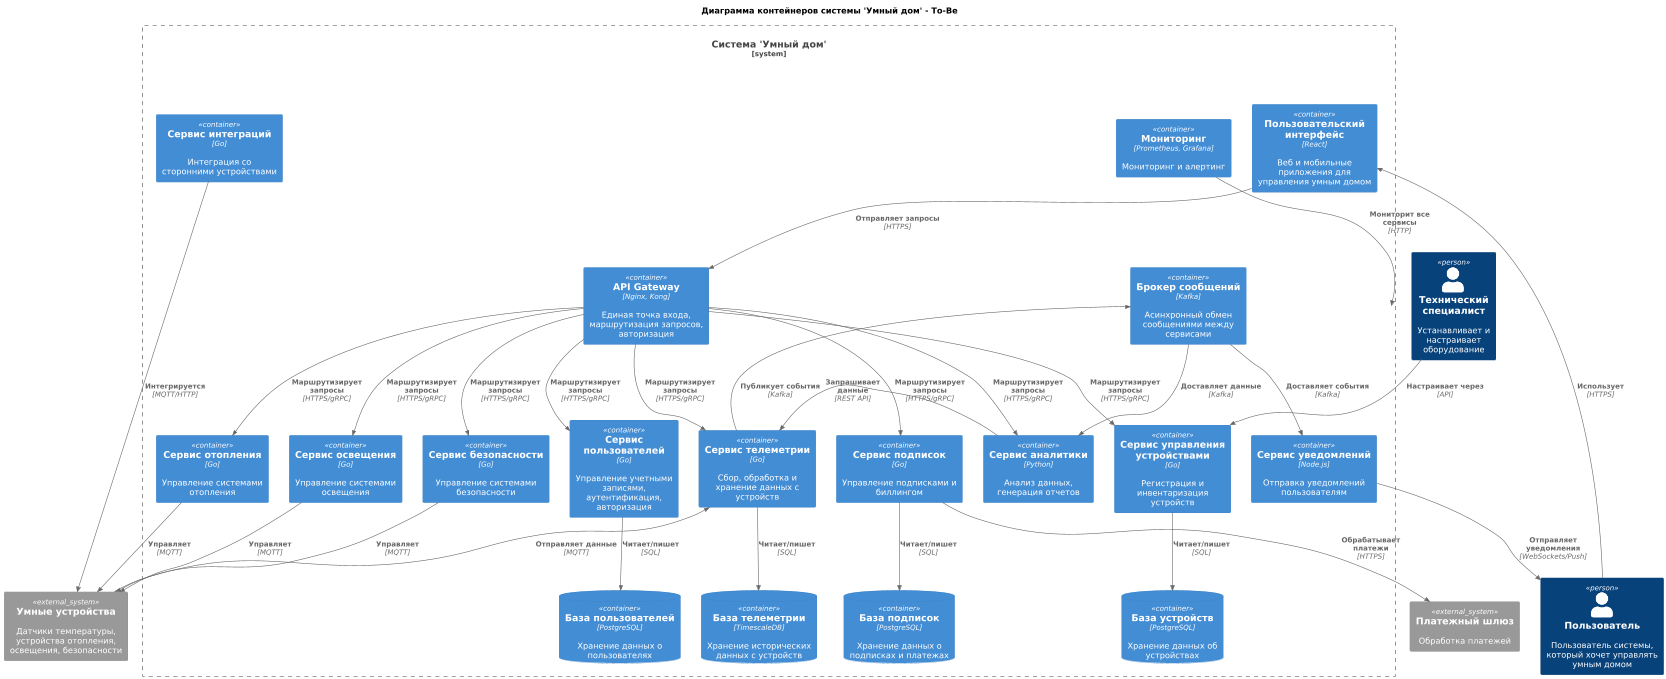 Диаграмма контейнеров системы 'Умный дом' - To-Be
Система 'Умный дом'
[system]
«container»
Сервис интеграций
[Go]
Интеграция со
сторонними устройствами
«container»
Мониторинг
[Prometheus, Grafana]
Мониторинг и алертинг
«container»
Пользовательский
интерфейс
[React]
Веб и мобильные
приложения для
управления умным домом
Отправляет запросы
[HTTPS]
Мониторит все
сервисы
[HTTP]
«container»
API Gateway
[Nginx, Kong]
Единая точка входа,
маршрутизация запросов,
авторизация
«container»
Брокер сообщений
[Kafka]
Асинхронный обмен
сообщениями между
сервисами
«person»
Технический
специалист
Устанавливает и
настраивает
оборудование
Интегрируется
[MQTT/HTTP]
Маршрутизирует
запросы
[HTTPS/gRPC]
Маршрутизирует
запросы
[HTTPS/gRPC]
Маршрутизирует
запросы
[HTTPS/gRPC]
Маршрутизирует
запросы
[HTTPS/gRPC]
Маршрутизирует
запросы
[HTTPS/gRPC]
Публикует события
[Kafka]
Запрашивает
данные
[REST API]
Маршрутизирует
запросы
[HTTPS/gRPC]
Маршрутизирует
запросы
[HTTPS/gRPC]
Маршрутизирует
запросы
[HTTPS/gRPC]
Доставляет данные
[Kafka]
Доставляет события
[Kafka]
Настраивает через
[API]
Использует
[HTTPS]
«container»
Сервис отопления
[Go]
Управление системами
отопления
«container»
Сервис освещения
[Go]
Управление системами
освещения
«container»
Сервис безопасности
[Go]
Управление системами
безопасности
«container»
Сервис
пользователей
[Go]
Управление учетными
записями,
аутентификация,
авторизация
«container»
Сервис телеметрии
[Go]
Сбор, обработка и
хранение данных с
устройств
«container»
Сервис подписок
[Go]
Управление подписками и
биллингом
«container»
Сервис аналитики
[Python]
Анализ данных,
генерация отчетов
«container»
Сервис управления
устройствами
[Go]
Регистрация и
инвентаризация
устройств
«container»
Сервис уведомлений
[Node.js]
Отправка уведомлений
пользователям
Управляет
[MQTT]
Управляет
[MQTT]
Управляет
[MQTT]
Отправляет данные
[MQTT]
Читает/пишет
[SQL]
Читает/пишет
[SQL]
Читает/пишет
[SQL]
Читает/пишет
[SQL]
Обрабатывает
платежи
[HTTPS]
Отправляет
уведомления
[WebSockets/Push]
«external_system»
Умные устройства
Датчики температуры,
устройства отопления,
освещения, безопасности
«container»
База пользователей
[PostgreSQL]
Хранение данных о
пользователях
«container»
База телеметрии
[TimescaleDB]
Хранение исторических
данных с устройств
«container»
База подписок
[PostgreSQL]
Хранение данных о
подписках и платежах
«container»
База устройств
[PostgreSQL]
Хранение данных об
устройствах
«external_system»
Платежный шлюз
Обработка платежей
«person»
Пользователь
Пользователь системы,
который хочет управлять
умным домом